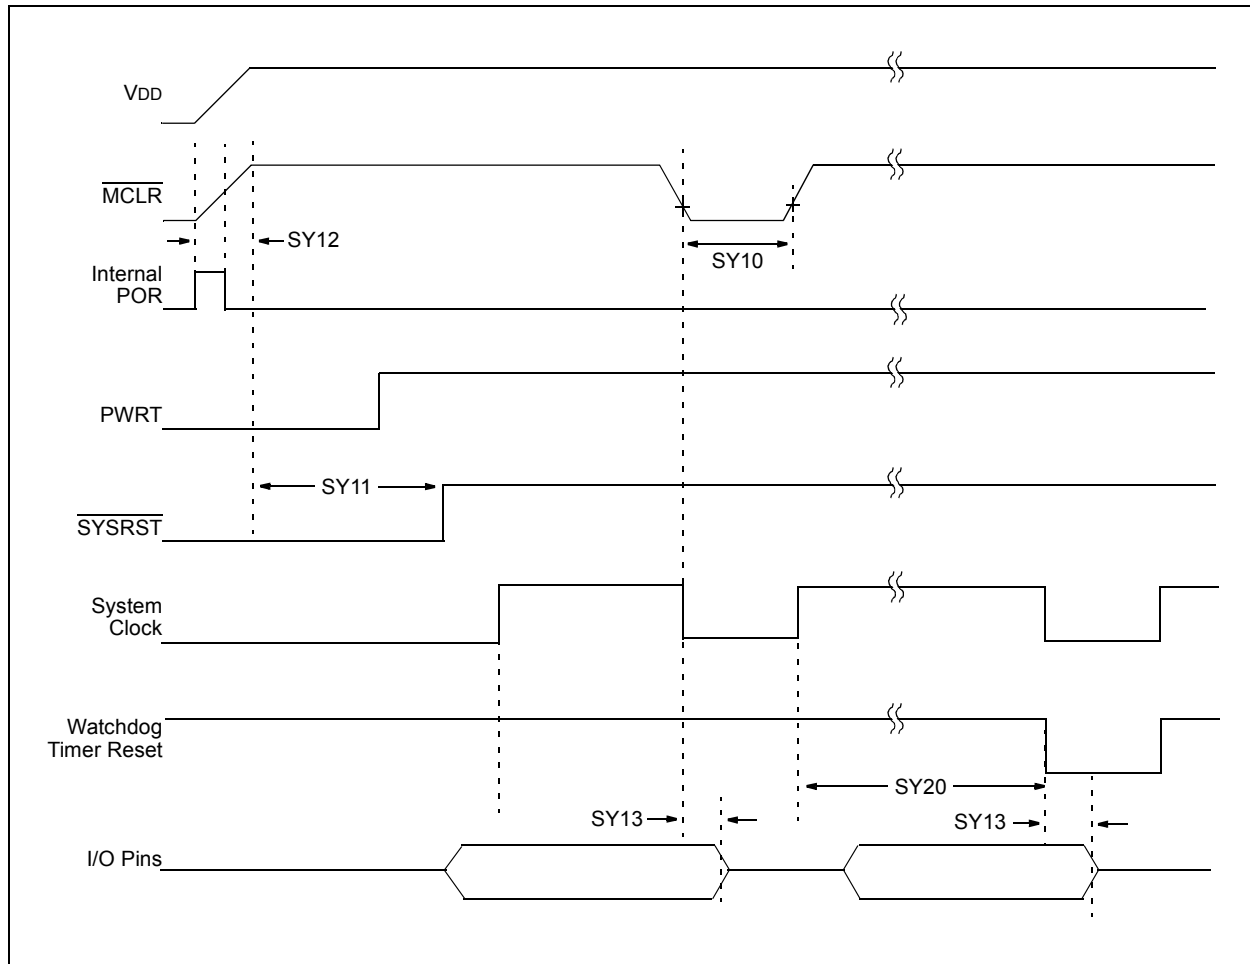 VDD
MCLR
SY12
SY10
Internal
POR
PWRT
SY11
SYSRST
System
Clock
Watchdog
Timer Reset
SY20
SY13
SY13
I/O Pins